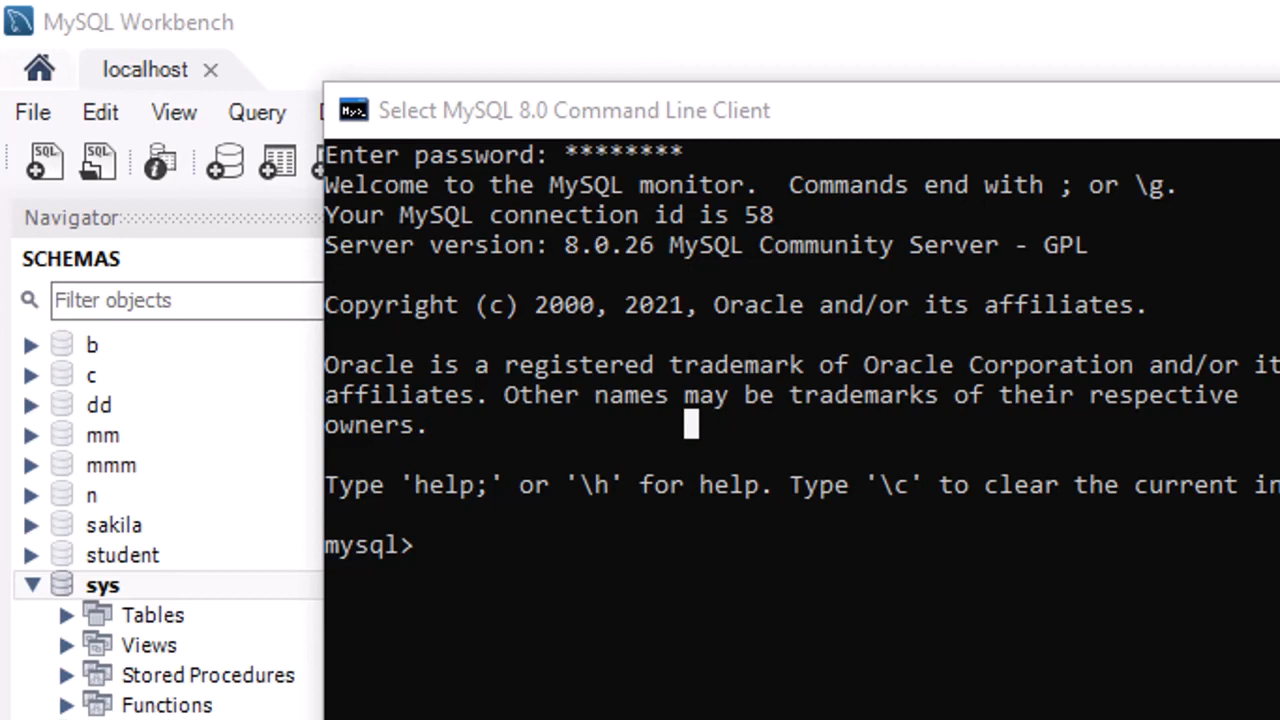 MySQL Workbench
localhost
File Edit View Query
Select MySQL 8.0 Command Line Client
SQL SQL
Navigator
SCHEMAS
Filter objects
b
c
dd
mm
mmm
n
sakila
student
sys
Tables
Views
Stored Procedures
Functions
Enter password: ********
Welcome to the MySQL monitor.  Commands end with ; or \g.
Your MySQL connection id is 58
Server version: 8.0.26 MySQL Community Server - GPL
Copyright (c) 2000, 2021, Oracle and/or its affiliates.
Oracle is a registered trademark of Oracle Corporation and/or it
affiliates. Other names may be trademarks of their respective
owners.
Type 'help;' or '\h' for help. Type '\c' to clear the current in
mysql>